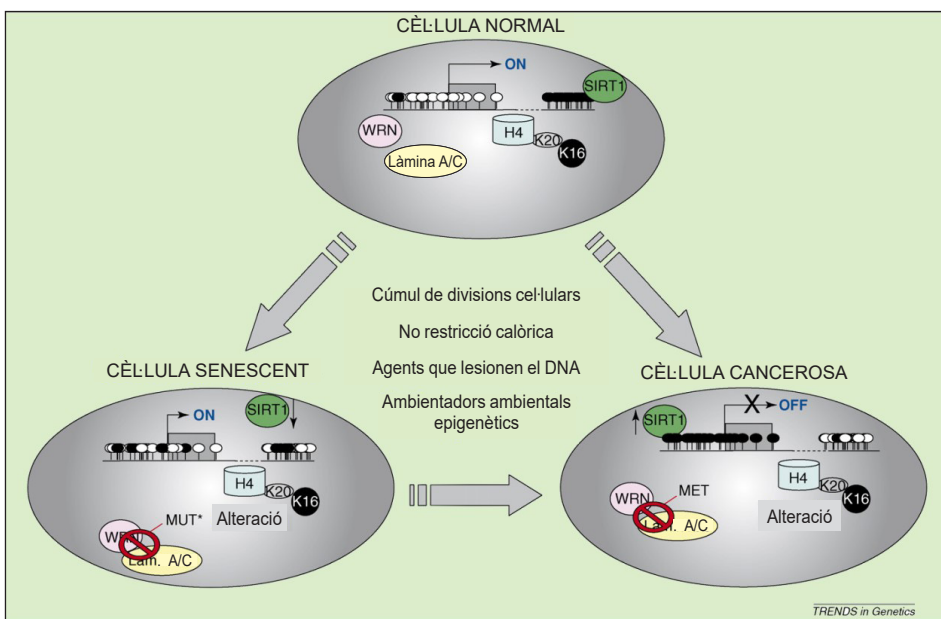 CÈL·LULA NORMAL
ON
SIRT1
WRN
H4
K20
K16
Làmina A/C
Cúmul de divisions cel·lulars
No restricció calòrica
Agents que lesionen el DNA
Ambientadors ambientals
epigenètics
CÈL·LULA SENESCENT
SIRT1
ON
H4
K20
K16
Alteració
MUT*
WRN
Lam. A/C
CÈL·LULA CANCEROSA
OFF
SIRT1
H4
K20
K16
Alteració
MET
WRN
Lam. A/C
TRENDS in Genetics